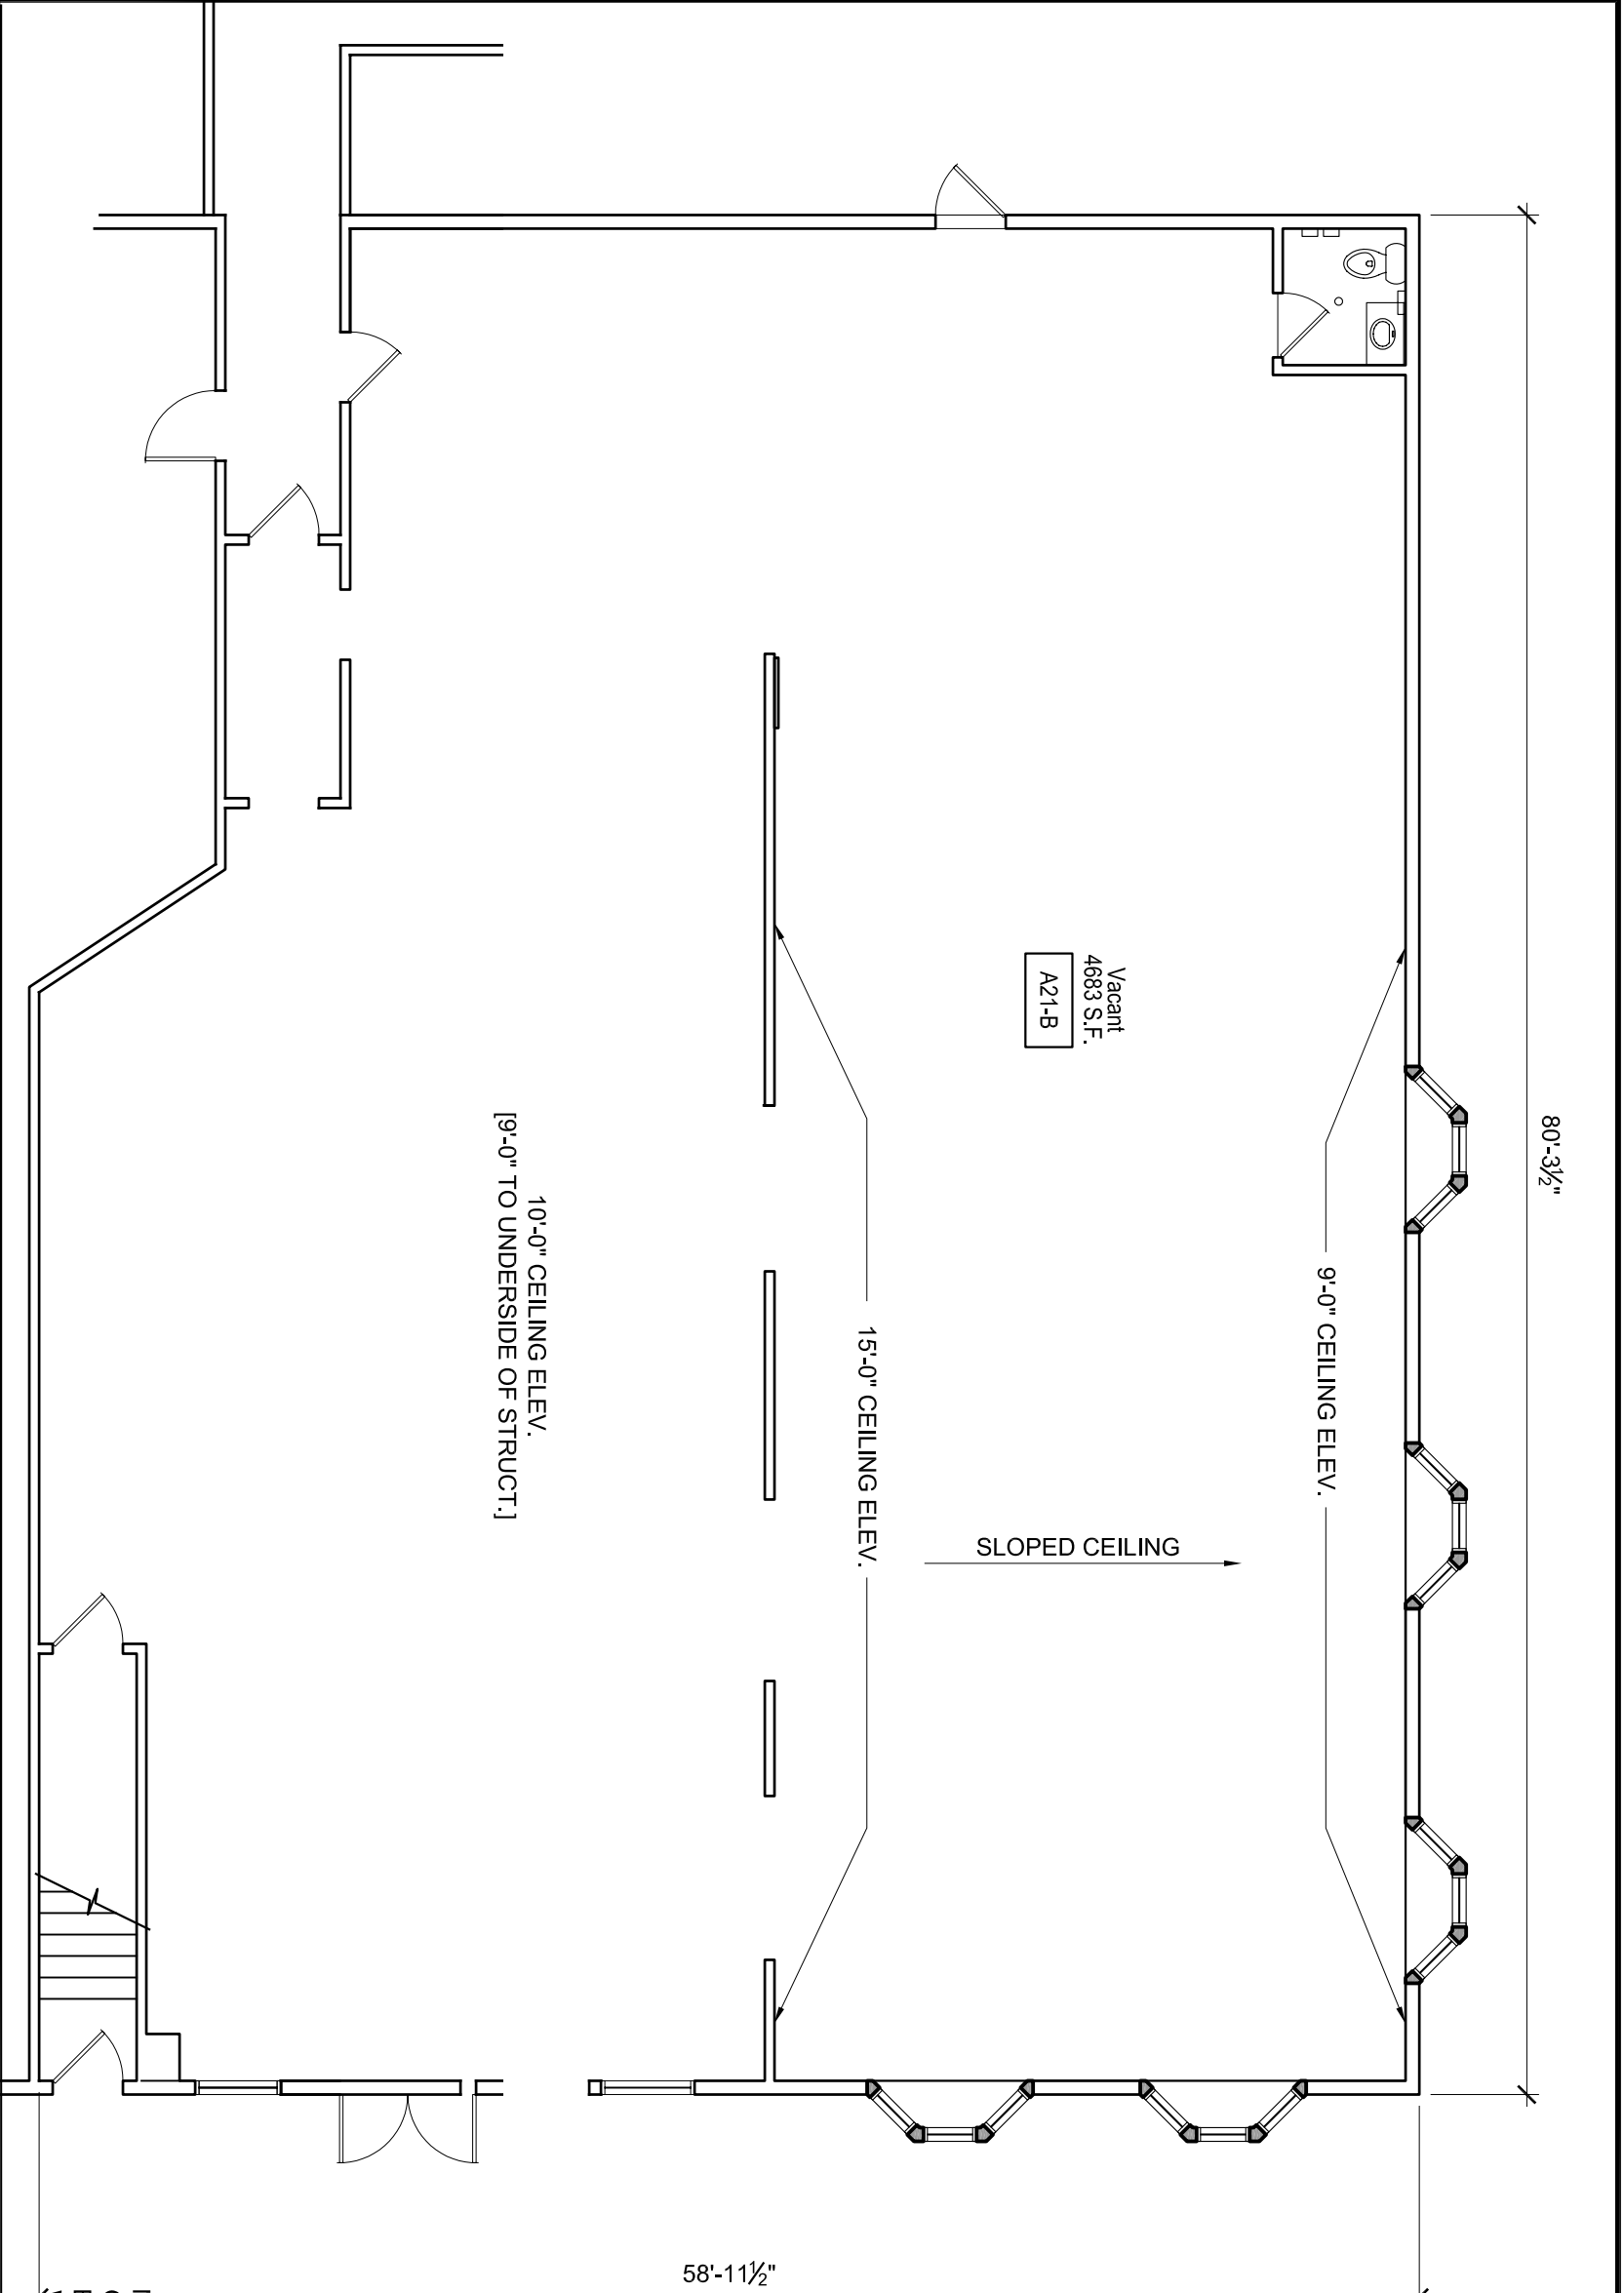 80'-3½"
Vacant
4683 S.F.
A21-B
9'-0" CEILING ELEV.
15'-0" CEILING ELEV.
SLOPED CEILING
10'-0" CEILING ELEV.
[9'-0" TO UNDERSIDE OF STRUCT.]
58'-11½"